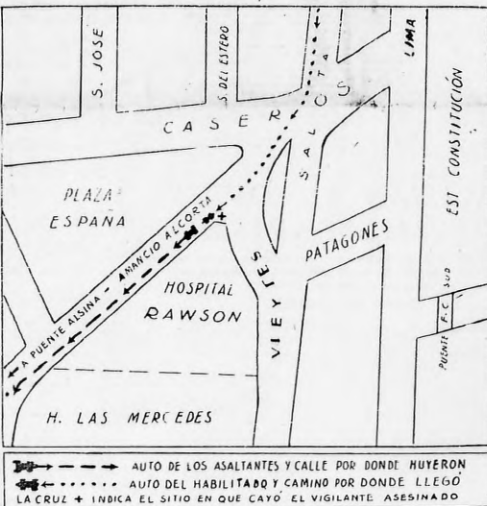 S. JOSE
S. DEL ESTERO
SALTA
LIMA
CASEROS
EST CONSTITUCIÓN
PLAZA
ESPAÑA
A PUENTE ALSINA - AMANCIO ALCORTA
PATAGONES
HOSPITAL
RAWSON
VIEYTES
PUENTE F. C. SUD
H. LAS MERCEDES
AUTO DE LOS ASALTANTES Y CALLE POR DONDE HUYERON
AUTO DEL HABILITADO Y CAMINO POR DONDE LLEGÓ
LA CRUZ + INDICA EL SITIO EN QUE CAYÓ EL VIGILANTE ASESINADO